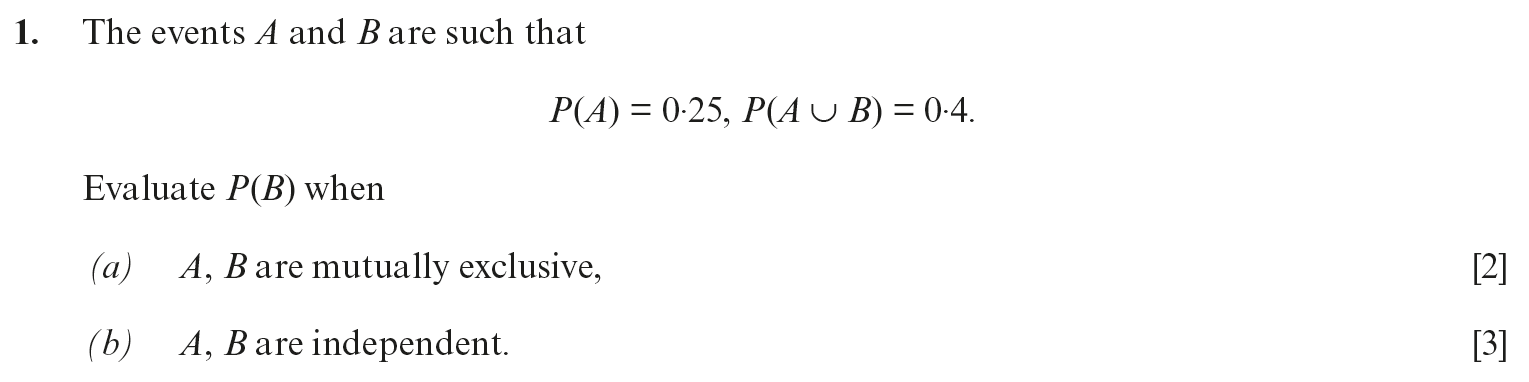 1. The events A and B are such that
P(A) = 0·25, P(A ∪ B) = 0·4.
Evaluate P(B) when
(a) A, B are mutually exclusive, [2]
(b) A, B are independent. [3]